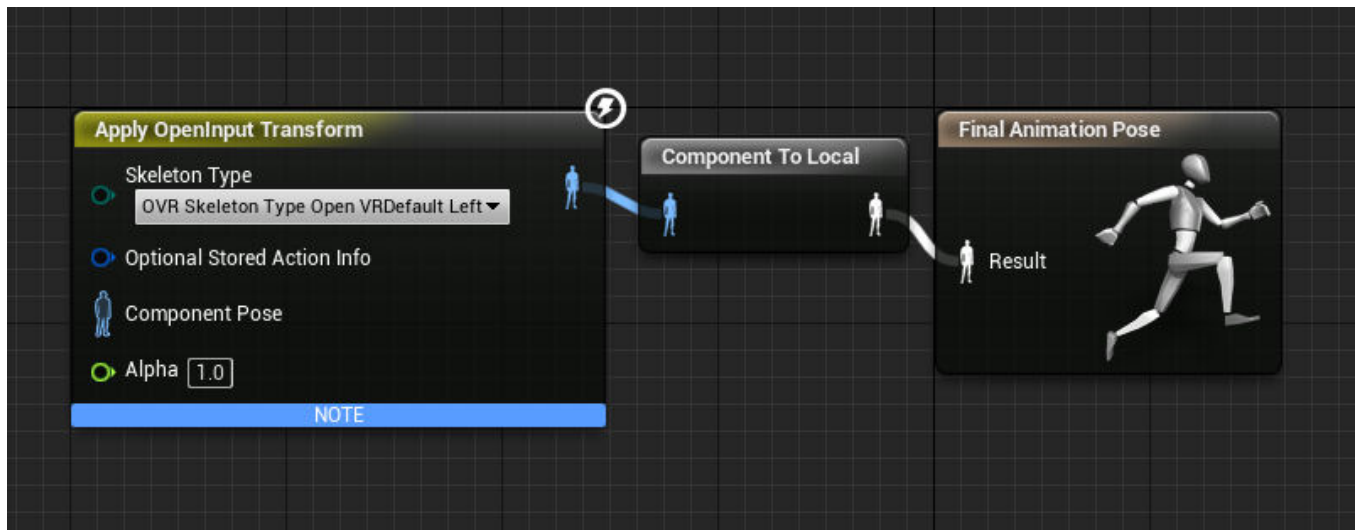 Apply OpenInput Transform
Skeleton Type
OVR Skeleton Type Open VRDefault Left
Optional Stored Action Info
Component Pose
Alpha 1.0
NOTE
Component To Local
Final Animation Pose
Result